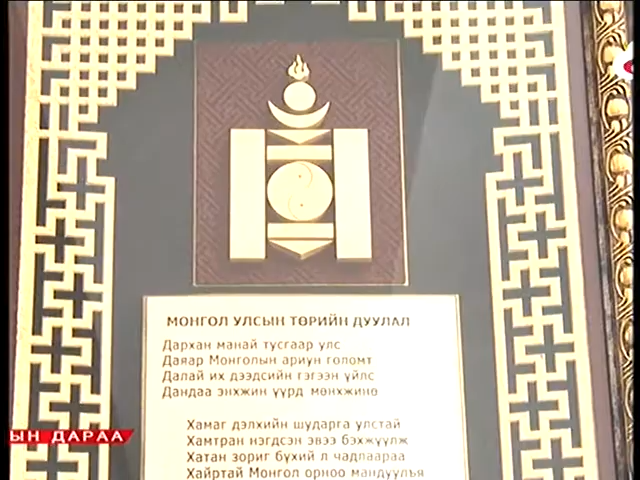 МОНГОЛ УЛСЫН ТӨРИЙН ДУУЛАЛ
Дархан манай тусгаар улс
Даяар Монголын ариун голомт
Далай их дээдсийн гэгээн үйлс
Дандаа энхжин үүрд мөнхжинө
Хамаг дэлхийн шударга улстай
Хамтран нэгдсэн эвээ бэхжүүлж
Хатан зориг бүхий л чадлаараа
Хайртай Монгол орноо мандуулъя
ЫН ДАРАА